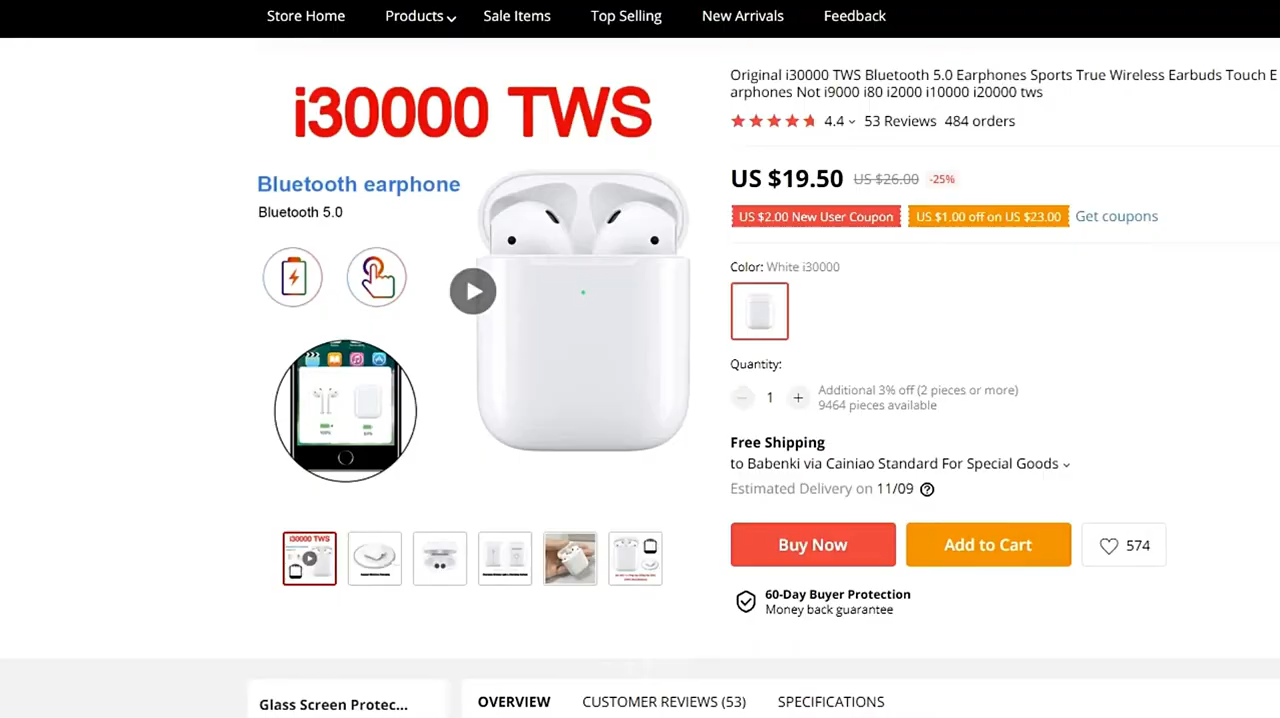 Store Home Products Sale Items Top Selling New Arrivals Feedback
i30000 TWS
Bluetooth earphone
Bluetooth 5.0
Original i30000 TWS Bluetooth 5.0 Earphones Sports True Wireless Earbuds Touch E
arphones Not i9000 i80 i2000 i10000 i20000 tws
4.4 53 Reviews 484 orders
US $19.50 US $26.00 -25%
US $2.00 New User Coupon US $1.00 off on US $23.00 Get coupons
Color: White i30000
Quantity:
1
Additional 3% off (2 pieces or more)
9464 pieces available
Free Shipping
to Babenki via Cainiao Standard For Special Goods
Estimated Delivery on 11/09
Buy Now Add to Cart 574
60-Day Buyer Protection
Money back guarantee
i30000 TWS
Glass Screen Protec...
OVERVIEW CUSTOMER REVIEWS (53) SPECIFICATIONS